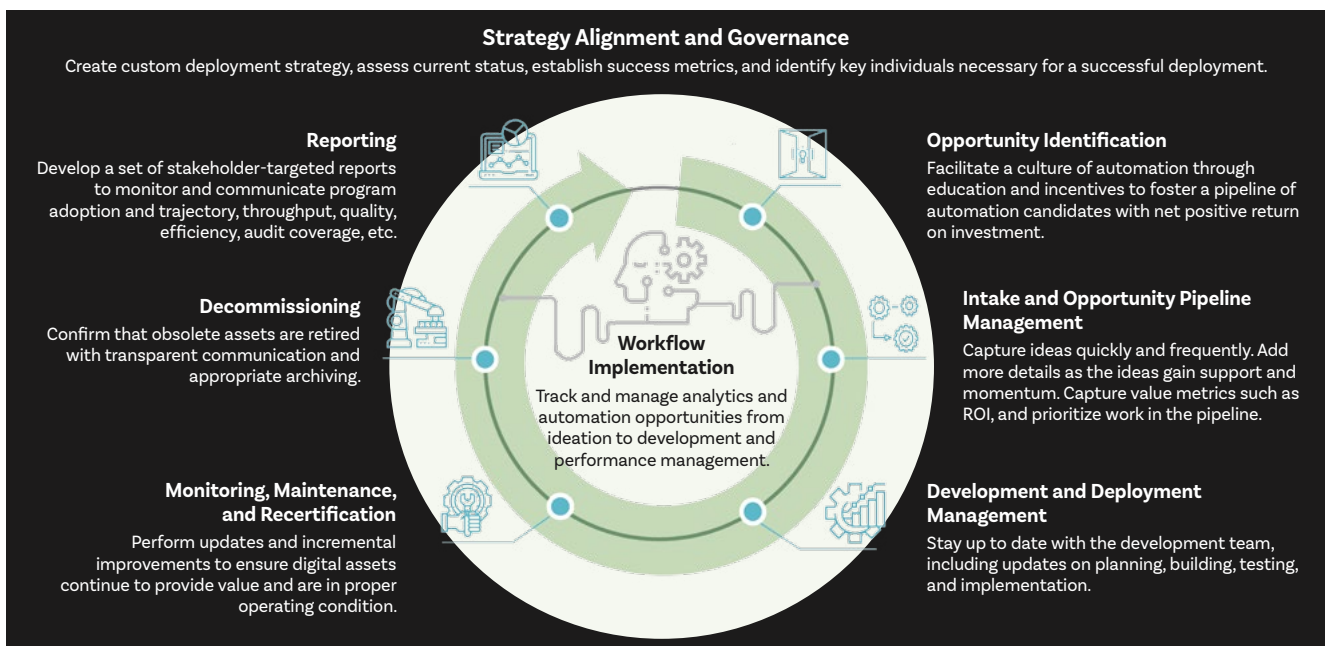 Strategy Alignment and Governance
Create custom deployment strategy, assess current status, establish success metrics, and identify key individuals necessary for a successful deployment.
Reporting
Develop a set of stakeholder-targeted reports
to monitor and communicate program
adoption and trajectory, throughput, quality,
efficiency, audit coverage, etc.
Opportunity Identification
Facilitate a culture of automation through
education and incentives to foster a pipeline of
automation candidates with net positive return
on investment.
Decommissioning
Confirm that obsolete assets are retired
with transparent communication and
appropriate archiving.
Workflow
Implementation
Track and manage analytics and
automation opportunities from
ideation to development and
performance management.
Intake and Opportunity Pipeline
Management
Capture ideas quickly and frequently. Add
more details as the ideas gain support and
momentum. Capture value metrics such as
ROI, and prioritize work in the pipeline.
Monitoring, Maintenance,
and Recertification
Perform updates and incremental
improvements to ensure digital assets
continue to provide value and are in proper
operating condition.
Development and Deployment
Management
Stay up to date with the development team,
including updates on planning, building, testing,
and implementation.